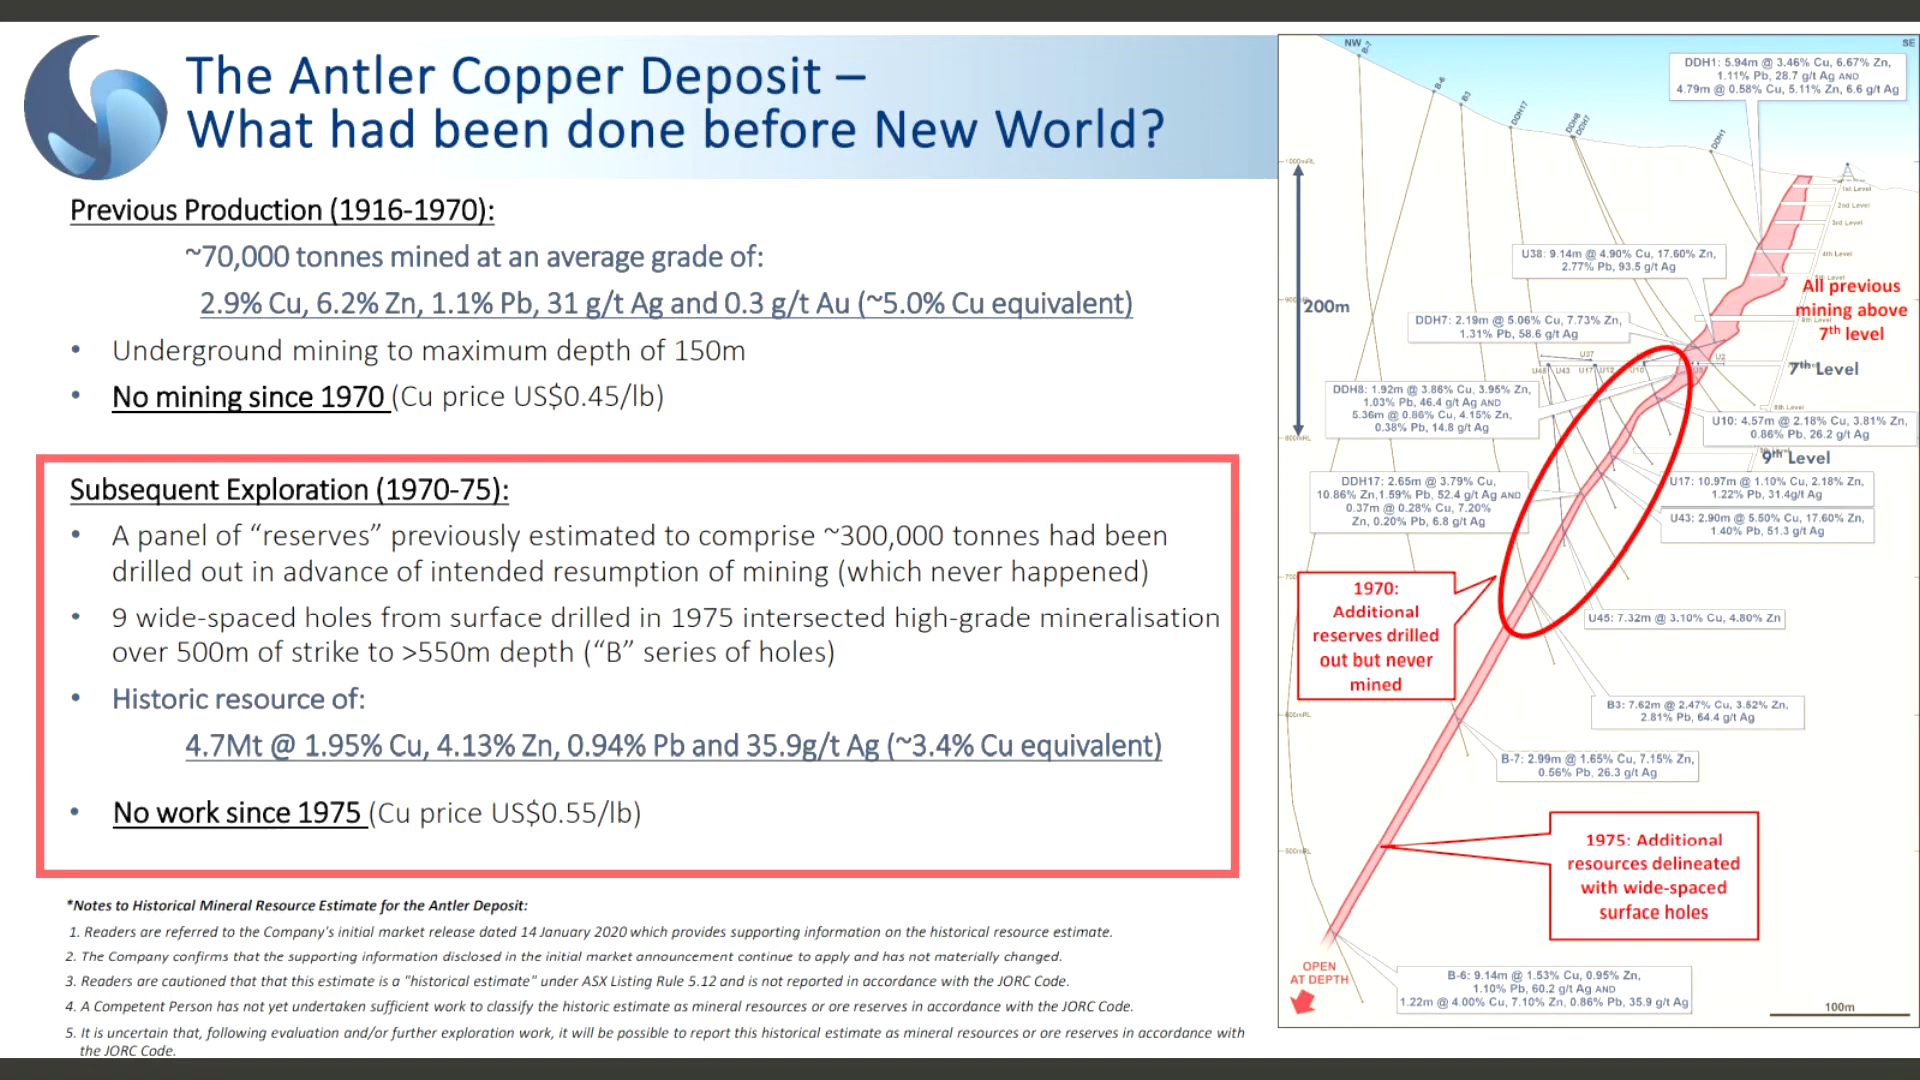 The Antler Copper Deposit –
What had been done before New World?
Previous Production (1916-1970):
~70,000 tonnes mined at an average grade of:
2.9% Cu, 6.2% Zn, 1.1% Pb, 31 g/t Ag and 0.3 g/t Au (~5.0% Cu equivalent)
• Underground mining to maximum depth of 150m
• No mining since 1970 (Cu price US$0.45/lb)
Subsequent Exploration (1970-75):
• A panel of “reserves” previously estimated to comprise ~300,000 tonnes had been
drilled out in advance of intended resumption of mining (which never happened)
• 9 wide-spaced holes from surface drilled in 1975 intersected high-grade mineralisation
over 500m of strike to >550m depth (“B” series of holes)
• Historic resource of:
4.7Mt @ 1.95% Cu, 4.13% Zn, 0.94% Pb and 35.9g/t Ag (~3.4% Cu equivalent)
• No work since 1975 (Cu price US$0.55/lb)
*Notes to Historical Mineral Resource Estimate for the Antler Deposit:
1. Readers are referred to the Company's initial market release dated 14 January 2020 which provides supporting information on the historical resource estimate.
2. The Company confirms that the supporting information disclosed in the initial market announcement continue to apply and has not materially changed.
3. Readers are cautioned that that this estimate is a "historical estimate" under ASX Listing Rule 5.12 and is not reported in accordance with the JORC Code.
4. A Competent Person has not yet undertaken sufficient work to classify the historic estimate as mineral resources or ore reserves in accordance with the JORC Code.
5. It is uncertain that, following evaluation and/or further exploration work, it will be possible to report this historical estimate as mineral resources or ore reserves in accordance with
the JORC Code.
NW
SE
B-7
B-6
B3
DDH17
DDH8
DDH7
DDH1
DDH1: 5.94m @ 3.46% Cu, 6.67% Zn,
1.11% Pb, 28.7 g/t Ag AND
4.79m @ 0.58% Cu, 5.11% Zn, 6.6 g/t Ag
1000mRL
1st Level
2nd Level
3rd Level
4th Level
U38: 9.14m @ 4.90% Cu, 17.60% Zn,
2.77% Pb, 93.5 g/t Ag
All previous
mining above
7th level
200m
DDH7: 2.19m @ 5.06% Cu, 7.73% Zn,
1.31% Pb, 58.6 g/t Ag
U37
U2
U43
U17
U12
U10
7th Level
DDH8: 1.92m @ 3.86% Cu, 3.95% Zn,
1.03% Pb, 46.4 g/t Ag AND
5.36m @ 0.86% Cu, 4.15% Zn,
0.38% Pb, 14.8 g/t Ag
8th Level
U10: 4.57m @ 2.18% Cu, 3.81% Zn,
0.86% Pb, 26.2 g/t Ag
800mRL
9th Level
DDH17: 2.65m @ 3.79% Cu,
10.86% Zn,1.59% Pb, 52.4 g/t Ag AND
0.37m @ 0.28% Cu, 7.20%
Zn, 0.20% Pb, 6.8 g/t Ag
U17: 10.97m @ 1.10% Cu, 2.18% Zn,
1.22% Pb, 31.4g/t Ag
U43: 2.90m @ 5.50% Cu, 17.60% Zn,
1.40% Pb, 51.3 g/t Ag
1970:
Additional
reserves drilled
out but never
mined
U45: 7.32m @ 3.10% Cu, 4.80% Zn
B3: 7.62m @ 2.47% Cu, 3.52% Zn,
2.81% Pb, 64.4 g/t Ag
600mRL
B-7: 2.99m @ 1.65% Cu, 7.15% Zn,
0.56% Pb, 26.3 g/t Ag
1975: Additional
resources delineated
with wide-spaced
surface holes
500mRL
OPEN
AT DEPTH
B-6: 9.14m @ 1.53% Cu, 0.95% Zn,
1.10% Pb, 60.2 g/t Ag AND
1.22m @ 4.00% Cu, 7.10% Zn, 0.86% Pb, 35.9 g/t Ag
100m